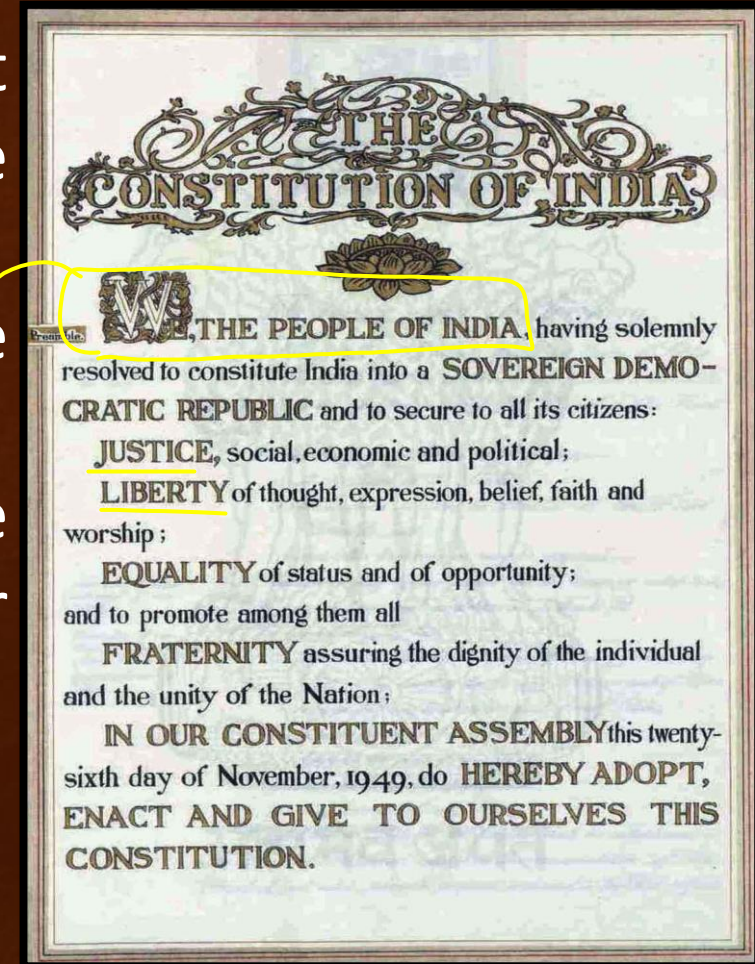 t
e
e
e
r
THE
CONSTITUTION OF INDIA
Preamble.
WE, THE PEOPLE OF INDIA, having solemnly
resolved to constitute India into a SOVEREIGN DEMO-
CRATIC REPUBLIC and to secure to all its citizens:
JUSTICE, social, economic and political;
LIBERTY of thought, expression, belief, faith and
worship;
EQUALITY of status and of opportunity;
and to promote among them all
FRATERNITY assuring the dignity of the individual
and the unity of the Nation;
IN OUR CONSTITUENT ASSEMBLY this twenty-
sixth day of November, 1949, do HEREBY ADOPT,
ENACT AND GIVE TO OURSELVES THIS
CONSTITUTION.